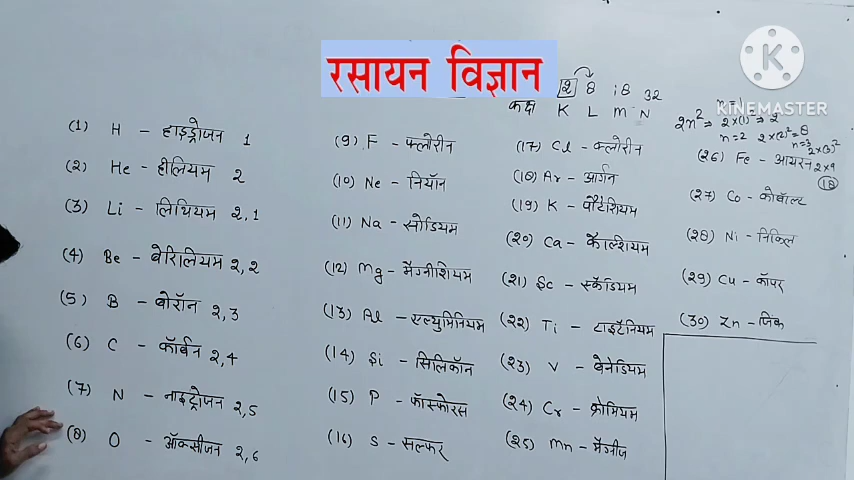 रसायन विज्ञान
KINEMASTER
2 8 18 32
कक्ष K L M N
2n² ⇒
n=1
2×(1)² ⇒ 2
n=2 2×(2)² = 8
n=3 2×(3)²
2×9
18
(1) H – हाइड्रोजन 1
(2) He – हीलियम 2
(3) Li – लिथियम 2,1
(4) Be – बेरिलियम 2,2
(5) B – बोरॉन 2,3
(6) C – कॉर्बन 2,4
(7) N – नाइट्रोजन 2,5
(8) O – ऑक्सीजन 2,6
(9) F – फ्लोरीन
(10) Ne – नियॉन
(11) Na – सोडियम
(12) Mg – मैग्नीशियम
(13) Al – एल्युमिनियम
(14) Si – सिलिकॉन
(15) P – फॉस्फोरस
(16) S – सल्फर
(17) Cl – क्लोरीन
(18) Ar – आर्गन
(19) K – पोटैशियम
(20) Ca – कैल्शियम
(21) Sc – स्कैंडियम
(22) Ti – टाइटैनियम
(23) V – वेनेडियम
(24) Cr – क्रोमियम
(25) Mn – मैगनीज
(26) Fe – आयरन
(27) Co – कोबॉल्ट
(28) Ni – निकिल
(29) Cu – कॉपर
(30) Zn – जिंक